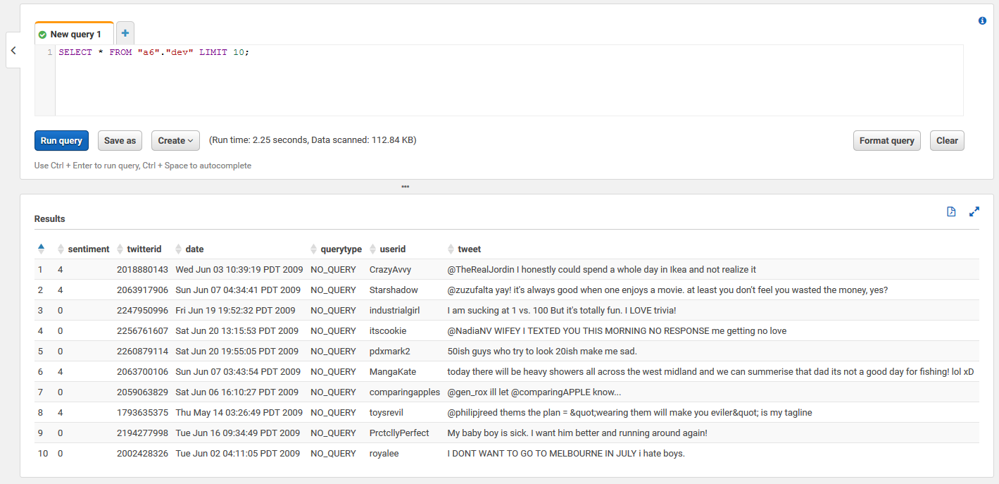 New query 1
1 SELECT * FROM "a6"."dev" LIMIT 10;
Run query Save as Create (Run time: 2.25 seconds, Data scanned: 112.84 KB) Format query Clear
Use Ctrl + Enter to run query, Ctrl + Space to autocomplete
Results
sentiment twitterid date querytype userid tweet
1 4 2018880143 Wed Jun 03 10:39:19 PDT 2009 NO_QUERY CrazyAvvy @TheRealJordin I honestly could spend a whole day in Ikea and not realize it
2 4 2063917906 Sun Jun 07 04:34:41 PDT 2009 NO_QUERY Starshadow @zuzufalta yay! it's always good when one enjoys a movie. at least you don't feel you wasted the money, yes?
3 0 2247950996 Fri Jun 19 19:52:32 PDT 2009 NO_QUERY industrialgirl I am sucking at 1 vs. 100 But it's totally fun. I LOVE trivia!
4 0 2256761607 Sat Jun 20 13:15:53 PDT 2009 NO_QUERY itscookie @NadiaNV WIFEY I TEXTED YOU THIS MORNING NO RESPONSE me getting no love
5 0 2260879114 Sat Jun 20 19:55:05 PDT 2009 NO_QUERY pdxmark2 50ish guys who try to look 20ish make me sad.
6 4 2063700106 Sun Jun 07 03:43:54 PDT 2009 NO_QUERY MangaKate today there will be heavy showers all across the west midland and we can summerise that dad its not a good day for fishing! lol xD
7 0 2059063829 Sat Jun 06 16:10:27 PDT 2009 NO_QUERY comparingapples @gen_rox ill let @comparingAPPLE know...
8 4 1793635375 Thu May 14 03:26:49 PDT 2009 NO_QUERY toysrevil @philipjreed thems the plan = &quot;wearing them will make you eviler&quot; is my tagline
9 0 2194277998 Tue Jun 16 09:34:49 PDT 2009 NO_QUERY PrctcllyPerfect My baby boy is sick. I want him better and running around again!
10 0 2002428326 Tue Jun 02 04:11:05 PDT 2009 NO_QUERY royalee I DONT WANT TO GO TO MELBOURNE IN JULY i hate boys.